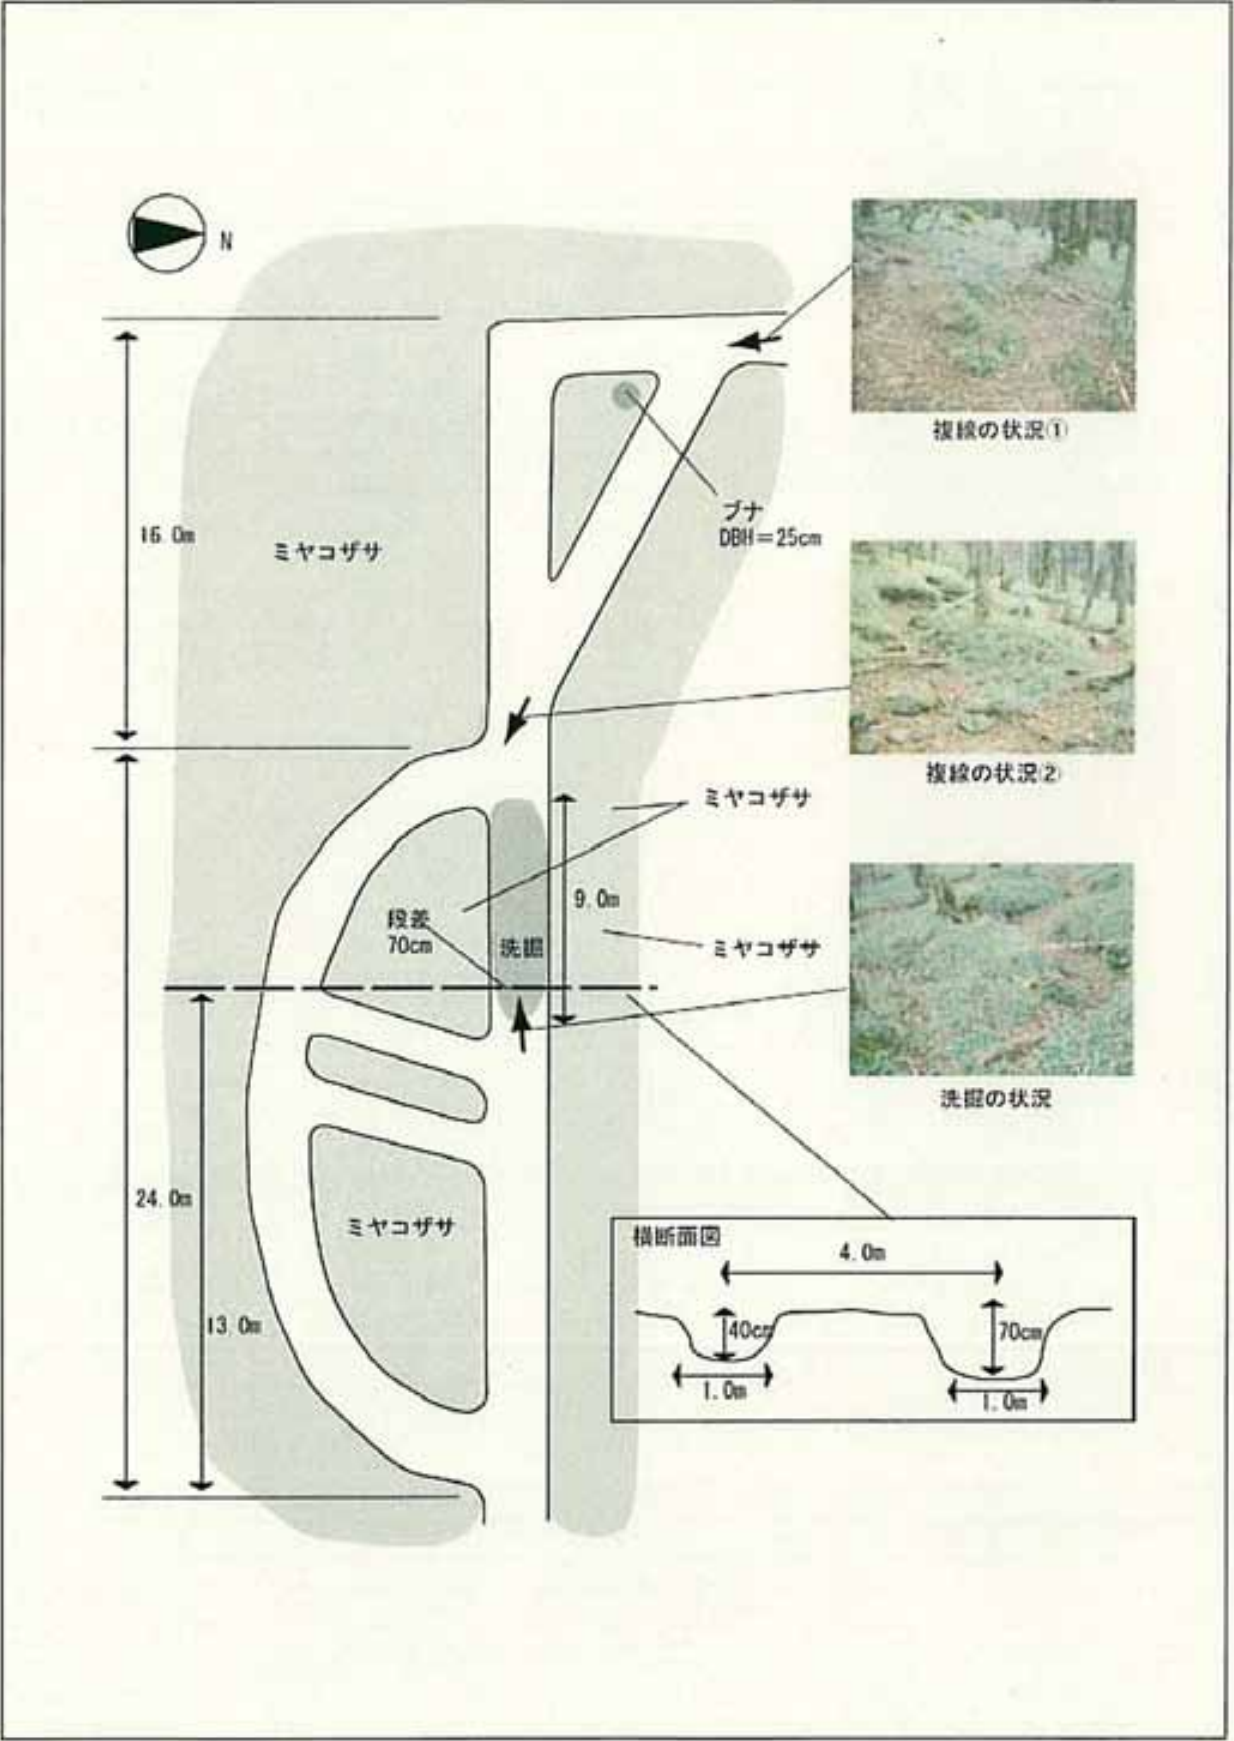 N
複線の状況①
16.0m
ミヤコザサ
ブナ
DBH=25cm
複線の状況②
ミヤコザサ
9.0m
段差
70cm
洗掘
ミヤコザサ
洗掘の状況
24.0m
ミヤコザサ
13.0m
横断面図
4.0m
40cm
70cm
1.0m
1.0m